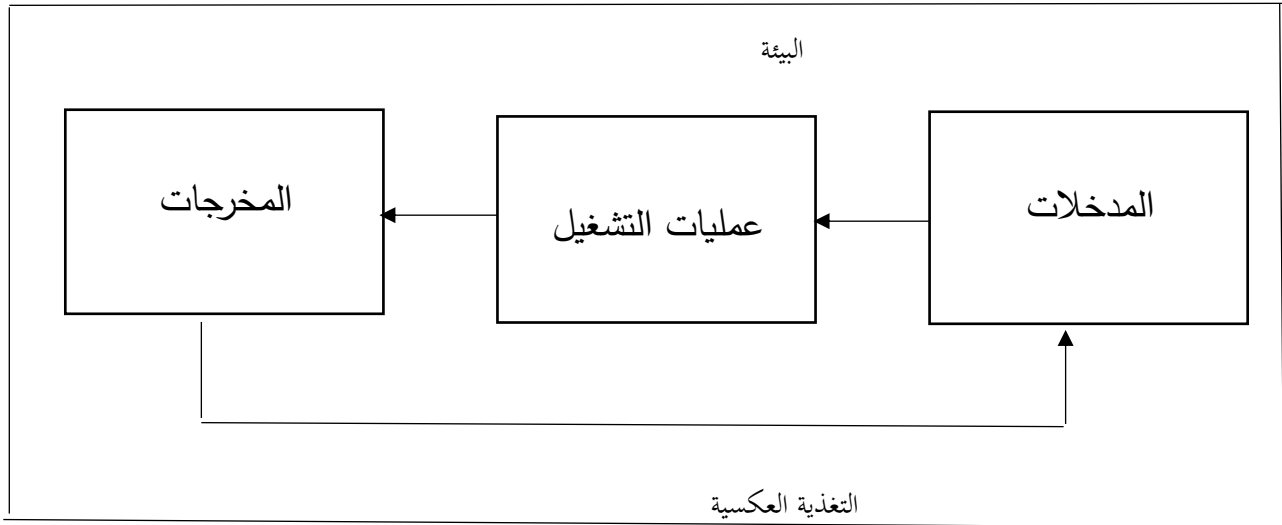 البيئة
المدخلات
عمليات التشغيل
المخرجات
التغذية العكسية